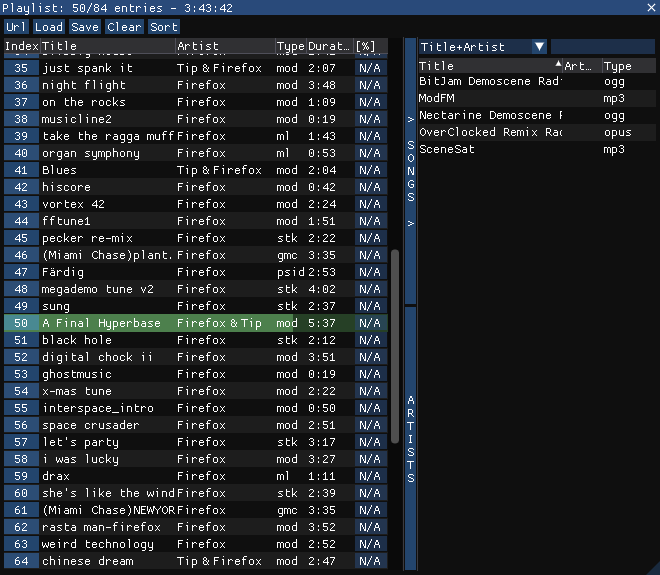 Playlist: 50/84 entries - 3:43:42
Url Load Save Clear Sort
Index Title Artist Type Durat… [%]
35 just spank it Tip & Firefox mod 2:07 N/A
36 night flight Firefox mod 3:48 N/A
37 on the rocks Firefox mod 1:09 N/A
38 musicline2 Firefox mod 0:19 N/A
39 take the ragga muff Firefox ml 1:43 N/A
40 organ symphony Firefox ml 0:53 N/A
41 Blues Tip & Firefox mod 2:04 N/A
42 hiscore Firefox mod 0:42 N/A
43 vortex 42 Firefox mod 2:24 N/A
44 fftune1 Firefox mod 1:51 N/A
45 pecker re-mix Firefox stk 2:22 N/A
46 (Miami Chase)plant. Firefox gmc 3:35 N/A
47 Färdig Firefox psid 2:53 N/A
48 megademo tune v2 Firefox stk 4:02 N/A
49 sung Firefox stk 2:37 N/A
50 A Final Hyperbase Firefox & Tip mod 5:37 N/A
51 black hole Firefox stk 2:12 N/A
52 digital chock ii Firefox mod 3:51 N/A
53 ghostmusic Firefox mod 0:19 N/A
54 x-mas tune Firefox mod 2:22 N/A
55 interspace_intro Firefox mod 0:50 N/A
56 space crusader Firefox mod 2:51 N/A
57 let's party Firefox stk 3:17 N/A
58 i was lucky Firefox mod 3:27 N/A
59 drax Firefox ml 1:11 N/A
60 she's like the wind Firefox stk 2:39 N/A
61 (Miami Chase)NEWYOR Firefox gmc 3:35 N/A
62 rasta man-firefox Firefox mod 3:52 N/A
63 weird technology Firefox mod 2:52 N/A
64 chinese dream Tip & Firefox mod 2:47 N/A
> SONGS >
ARTISTS
Title+Artist
Title Art… Type
BitJam Demoscene Rad ogg
ModFM mp3
Nectarine Demoscene ogg
OverClocked Remix Ra opus
SceneSat mp3